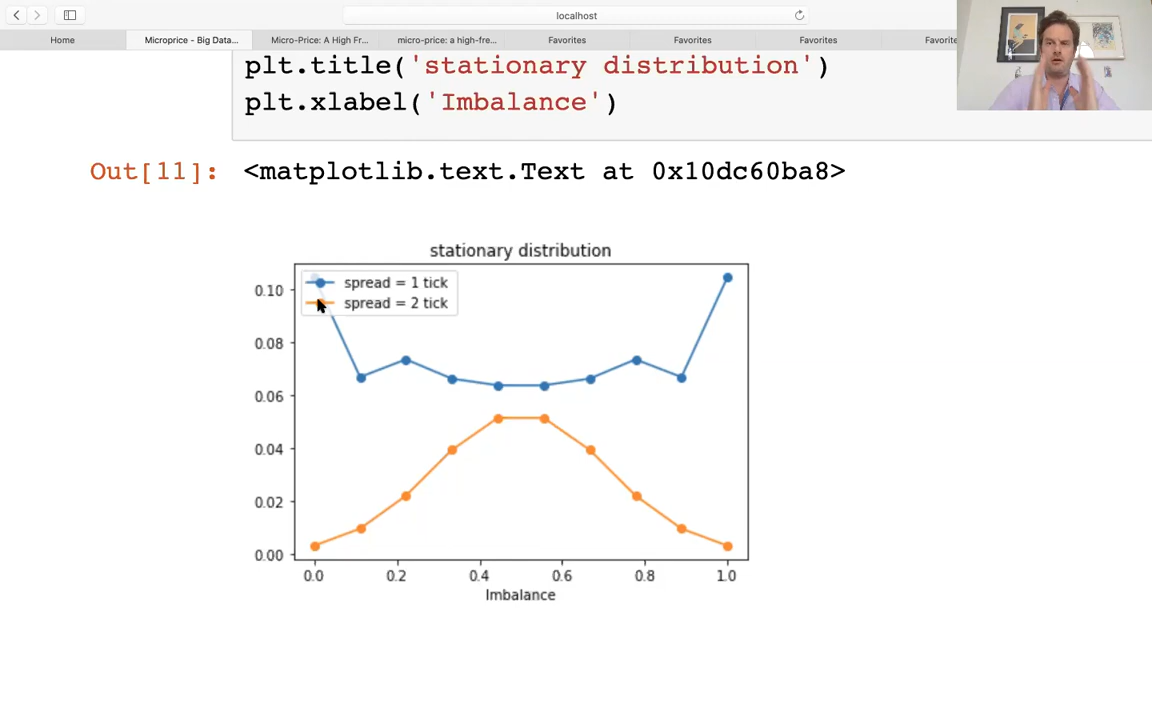 localhost
Home
Microprice - Big Data...
Micro-Price: A High Fr...
micro-price: a high-fre...
Favorites
Favorites
Favorites
Favorite
plt.title('stationary distribution')
plt.xlabel('Imbalance')
Out[11]: <matplotlib.text.Text at 0x10dc60ba8>
stationary distribution
spread = 1 tick
spread = 2 tick
0.10
0.08
0.06
0.04
0.02
0.00
0.0 0.2 0.4 0.6 0.8 1.0
Imbalance